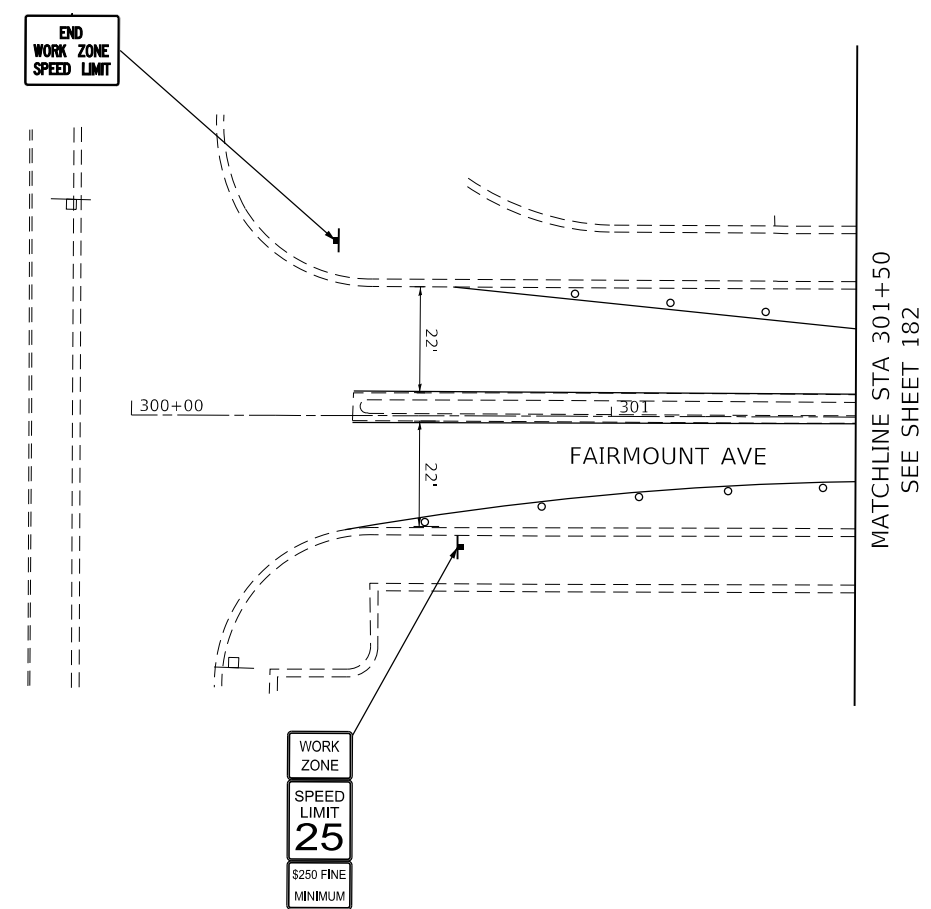 END
WORK ZONE
SPEED LIMIT
22'
300+00
301
FAIRMOUNT AVE
22'
MATCHLINE STA 301+50
SEE SHEET 182
WORK
ZONE
SPEED
LIMIT
25
$250 FINE
MINIMUM